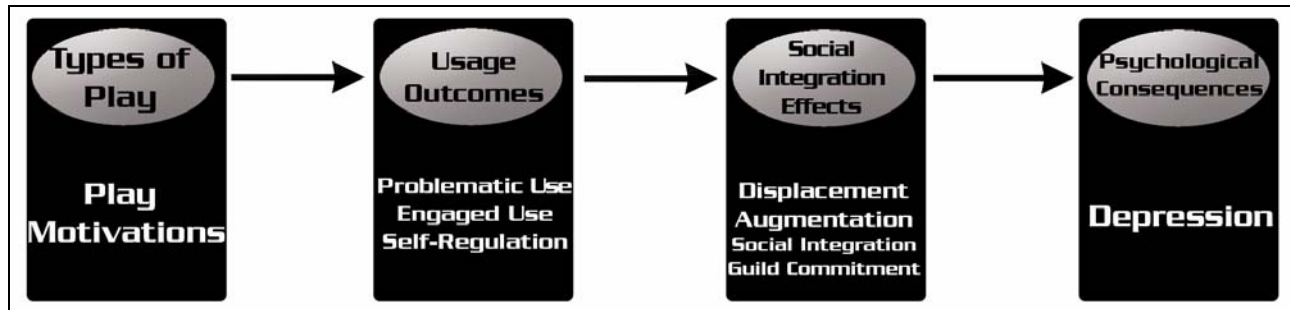 Types of
Play
Play
Motivations
Usage
Outcomes
Problematic Use
Engaged Use
Self-Regulation
Social
Integration
Effects
Displacement
Augmentation
Social Integration
Guild Commitment
Psychological
Consequences
Depression